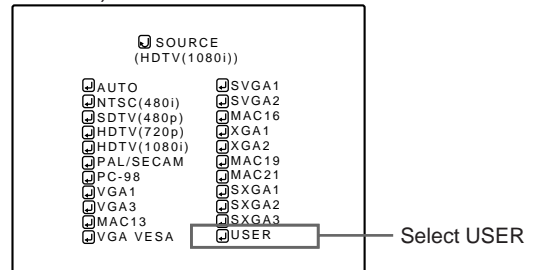 SOURCE
(HDTV(1080i))
AUTO
NTSC(480i)
SDTV(480p)
HDTV(720p)
HDTV(1080i)
PAL/SECAM
PC-98
VGA1
VGA3
MAC13
VGA VESA
SVGA1
SVGA2
MAC16
XGA1
XGA2
MAC19
MAC21
SXGA1
SXGA2
SXGA3
USER
Select USER